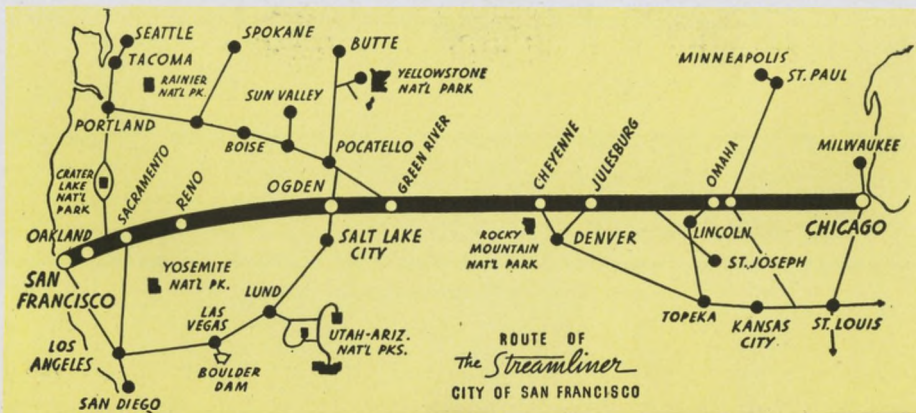 SEATTLE
TACOMA
RAINIER
NAT'L PK.
SPOKANE
BUTTE
YELLOWSTONE
NAT'L PARK
MINNEAPOLIS
ST. PAUL
SUN VALLEY
PORTLAND
BOISE
POCATELLO
MILWAUKEE
CRATER
LAKE
NAT'L
PARK
SACRAMENTO
RENO
OGDEN
GREEN RIVER
CHEYENNE
JULESBURG
OMAHA
OAKLAND
SAN
FRANCISCO
YOSEMITE
NAT'L PK.
SALT LAKE
CITY
ROCKY
MOUNTAIN
NAT'L PARK
DENVER
LINCOLN
CHICAGO
ST. JOSEPH
LOS
ANGELES
LAS
VEGAS
LUND
UTAH-ARIZ.
NAT'L PKS.
TOPEKA
KANSAS
CITY
ST. LOUIS
BOULDER
DAM
SAN DIEGO
ROUTE OF
The Streamliner
CITY OF SAN FRANCISCO